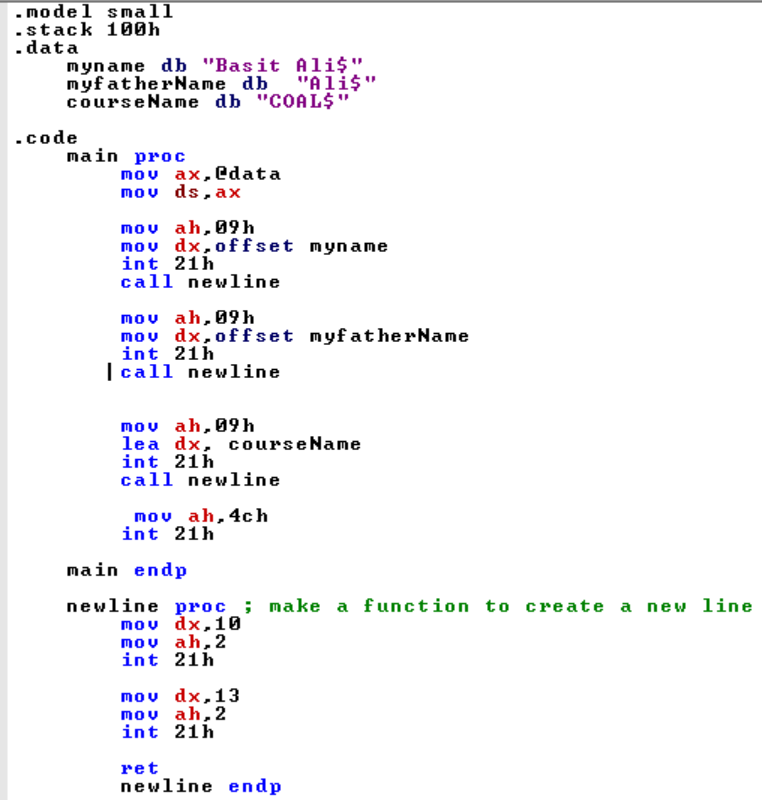 .model small
.stack 100h
.data
myname db "Basit Ali$"
myfatherName db "Ali$"
courseName db "COAL$"
.code
main proc
mov ax,@data
mov ds,ax
mov ah,09h
mov dx,offset myname
int 21h
call newline
mov ah,09h
mov dx,offset myfatherName
int 21h
call newline
mov ah,09h
lea dx, courseName
int 21h
call newline
mov ah,4ch
int 21h
main endp
newline proc ; make a function to create a new line
mov dx,10
mov ah,2
int 21h
mov dx,13
mov ah,2
int 21h
ret
newline endp